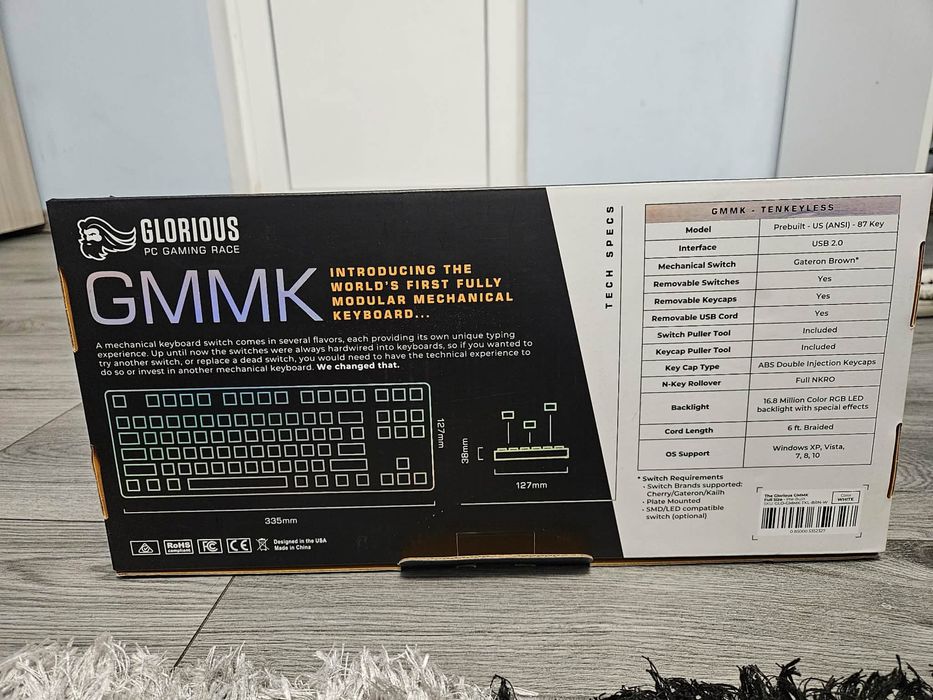 GLORIOUS
PC GAMING RACE
GMMK
INTRODUCING THE
WORLD'S FIRST FULLY
MODULAR MECHANICAL
KEYBOARD...
A mechanical keyboard switch comes in several flavors, each providing its own unique typing
experience. Up until now the switches were always hardwired into keyboards, so if you wanted to
try another switch, or replace a dead switch, you would need to have the technical experience to
do so or invest in another mechanical keyboard. We changed that.
127mm
335mm
38mm
127mm
RoHS
compliant
FC
CE
Designed in the USA
Made in China
TECH SPECS
GMMK - TENKEYLESS
Model Prebuilt - US (ANSI) - 87 Key
Interface USB 2.0
Mechanical Switch Gateron Brown*
Removable Switches Yes
Removable Keycaps Yes
Removable USB Cord Yes
Switch Puller Tool Included
Keycap Puller Tool Included
Key Cap Type ABS Double Injection Keycaps
N-Key Rollover Full NKRO
Backlight 16.8 Million Color RGB LED
backlight with special effects
Cord Length 6 ft. Braided
OS Support Windows XP, Vista,
7, 8, 10
* Switch Requirements
- Switch Brands supported:
Cherry/Gateron/Kailh
- Plate Mounted
- SMD/LED compatible
switch (optional)
The Glorious GMMK
Full Size - Pre-Built
Color
WHITE